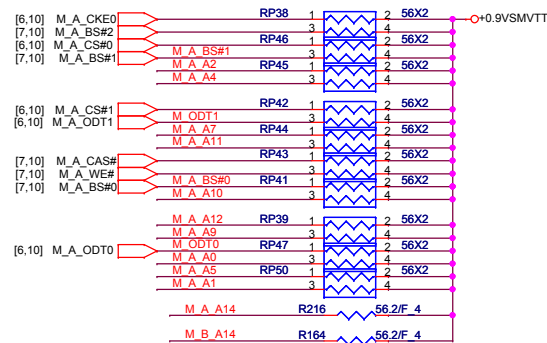 [6,10] M_A_CKE0 RP38 1 2 56X2 +0.9VSMVTT
[7,10] M_A_BS#2 3 4
[6,10] M_A_CS#0 RP46 1 2 56X2
[7,10] M_A_BS#1 M_A_BS#1 3 4
M_A_A2 RP45 1 2 56X2
M_A_A4 3 4
[6,10] M_A_CS#1 RP42 1 2 56X2
[6,10] M_A_ODT1 M_ODT1 3 4
M_A_A7 RP44 1 2 56X2
M_A_A11 3 4
[7,10] M_A_CAS# RP43 1 2 56X2
[7,10] M_A_WE# 3 4
[7,10] M_A_BS#0 M_A_BS#0 RP41 1 2 56X2
M_A_A10 3 4
M_A_A12 RP39 1 2 56X2
M_A_A9 3 4
[6,10] M_A_ODT0 M_ODT0 RP47 1 2 56X2
M_A_A0 3 4
M_A_A5 RP50 1 2 56X2
M_A_A1 3 4
M_A_A14 R216 56.2/F_4
M_B_A14 R164 56.2/F_4